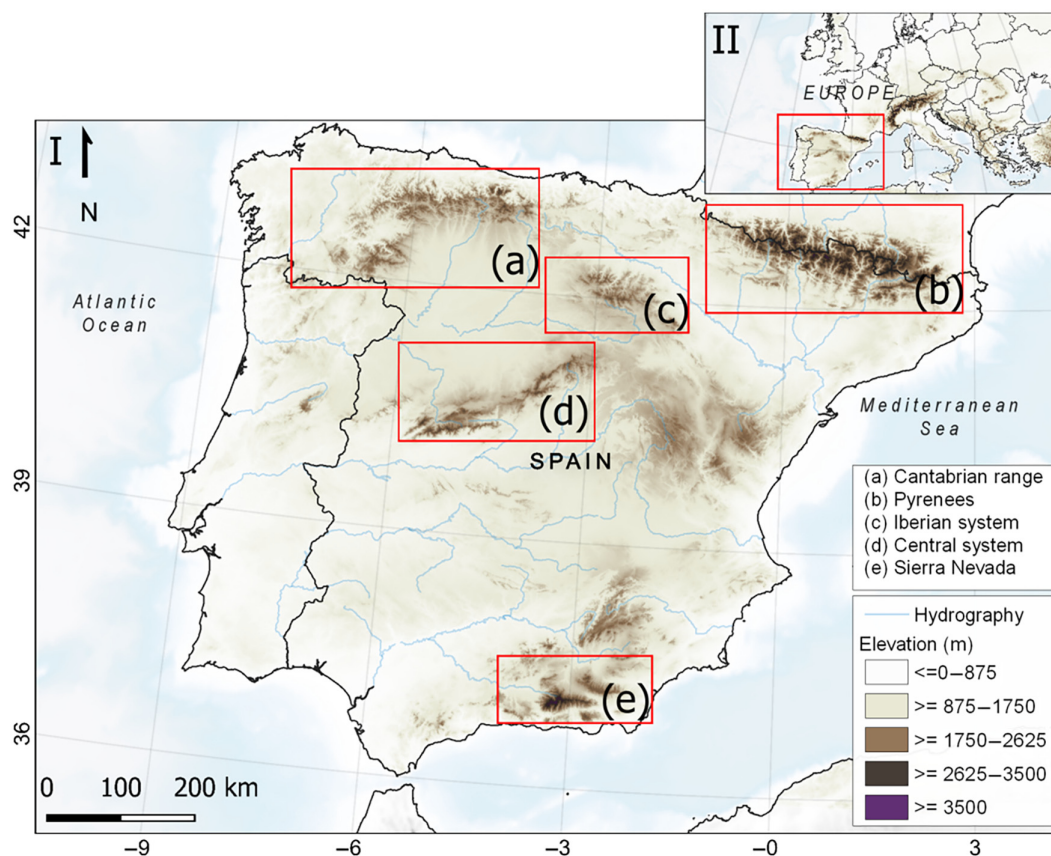 II
EUROPE
I
N
42
39
36
(a)
(b)
(c)
(d)
(e)
Atlantic
Ocean
Mediterranean
Sea
SPAIN
(a) Cantabrian range
(b) Pyrenees
(c) Iberian system
(d) Central system
(e) Sierra Nevada
Hydrography
Elevation (m)
<=0–875
>= 875–1750
>= 1750–2625
>= 2625–3500
>= 3500
0 100 200 km
−9 −6 −3 −0 3